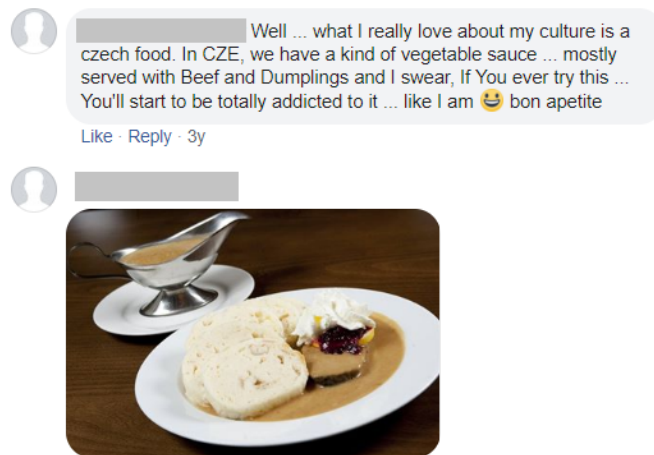 Well ... what I really love about my culture is a
czech food. In CZE, we have a kind of vegetable sauce ... mostly
served with Beef and Dumplings and I swear, If You ever try this ...
You'll start to be totally addicted to it ... like I am 😃 bon apetite
Like · Reply · 3y